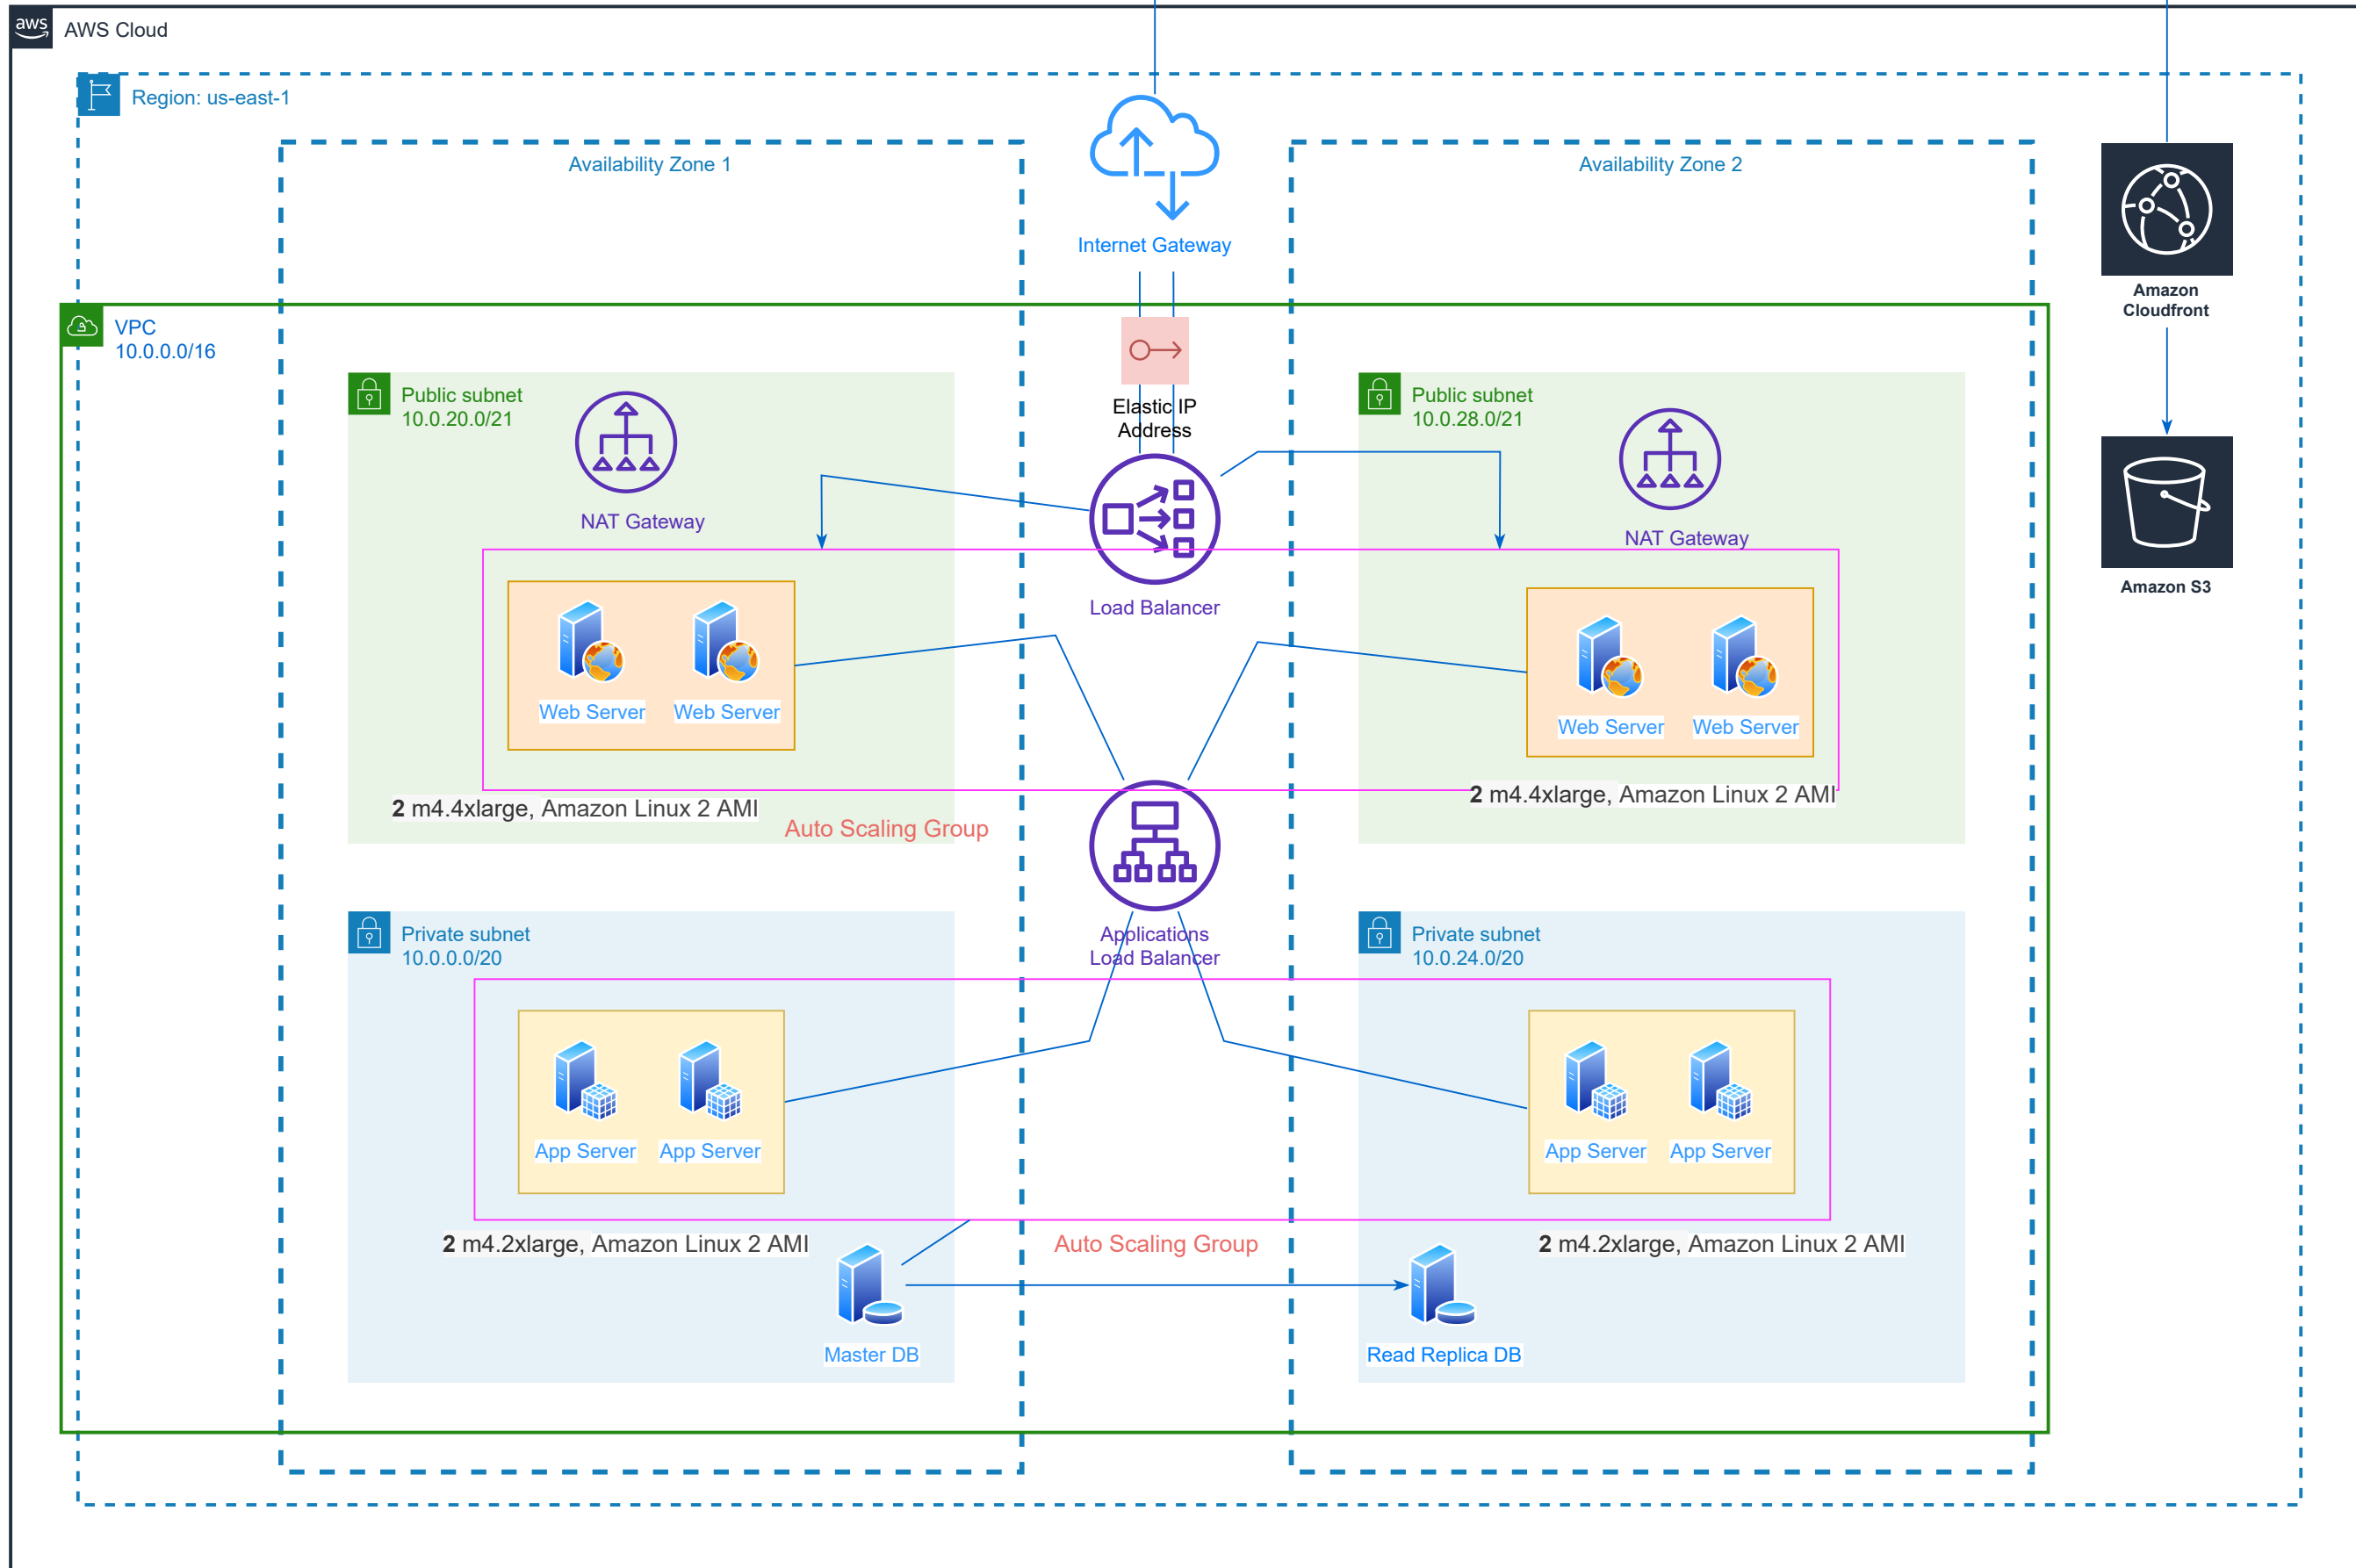 aws
AWS Cloud
Region: us-east-1
Availability Zone 1
Availability Zone 2
Internet Gateway
Amazon
Cloudfront
VPC
10.0.0.0/16
Public subnet
10.0.20.0/21
NAT Gateway
Elastic IP
Address
Public subnet
10.0.28.0/21
NAT Gateway
Load Balancer
Amazon S3
Web Server
Web Server
Web Server
Web Server
2 m4.4xlarge, Amazon Linux 2 AMI
Auto Scaling Group
2 m4.4xlarge, Amazon Linux 2 AMI
Applications
Load Balancer
Private subnet
10.0.0.0/20
Private subnet
10.0.24.0/20
App Server
App Server
App Server
App Server
2 m4.2xlarge, Amazon Linux 2 AMI
Auto Scaling Group
2 m4.2xlarge, Amazon Linux 2 AMI
Master DB
Read Replica DB